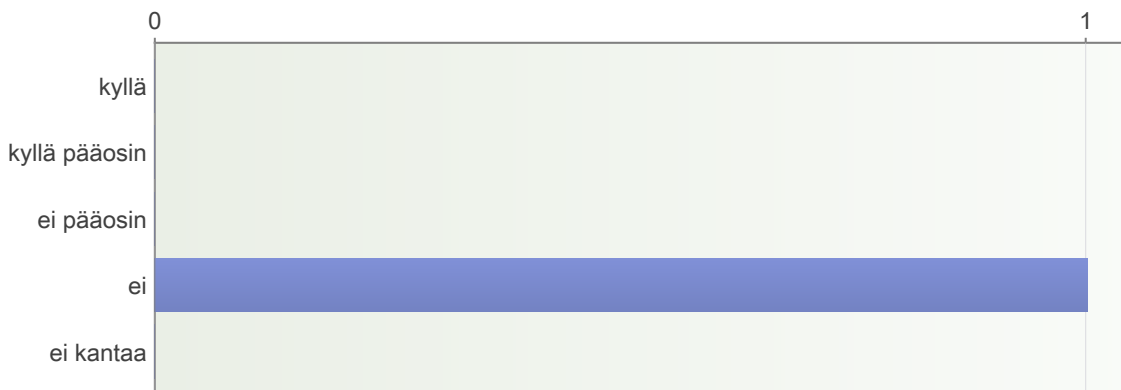 0 1
kyllä
kyllä pääosin
ei pääosin
ei
ei kantaa